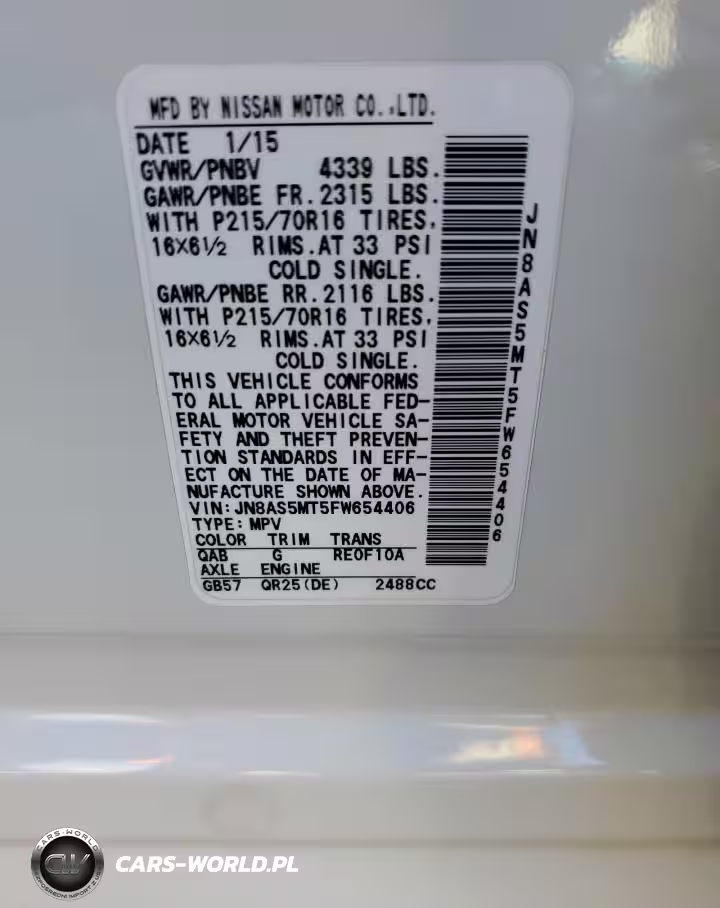 MFD BY NISSAN MOTOR CO.,LTD.
DATE 1/15
GVWR/PNBV 4339 LBS.
GAWR/PNBE FR. 2315 LBS.
WITH P215/70R16 TIRES,
16X6½ RIMS. AT 33 PSI
COLD SINGLE.
GAWR/PNBE RR. 2116 LBS.
WITH P215/70R16 TIRES,
16X6½ RIMS. AT 33 PSI
COLD SINGLE.
THIS VEHICLE CONFORMS
TO ALL APPLICABLE FED-
ERAL MOTOR VEHICLE SA-
FETY AND THEFT PREVEN-
TION STANDARDS IN EFF-
ECT ON THE DATE OF MA-
NUFACTURE SHOWN ABOVE.
VIN: JN8AS5MT5FW654406
TYPE: MPV
COLOR TRIM TRANS
QAB G RE0F10A
AXLE ENGINE
GB57 QR25(DE) 2488CC
JN8AS5MT5FW654406
CARS-WORLD
CW
CARS-WORLD.PL